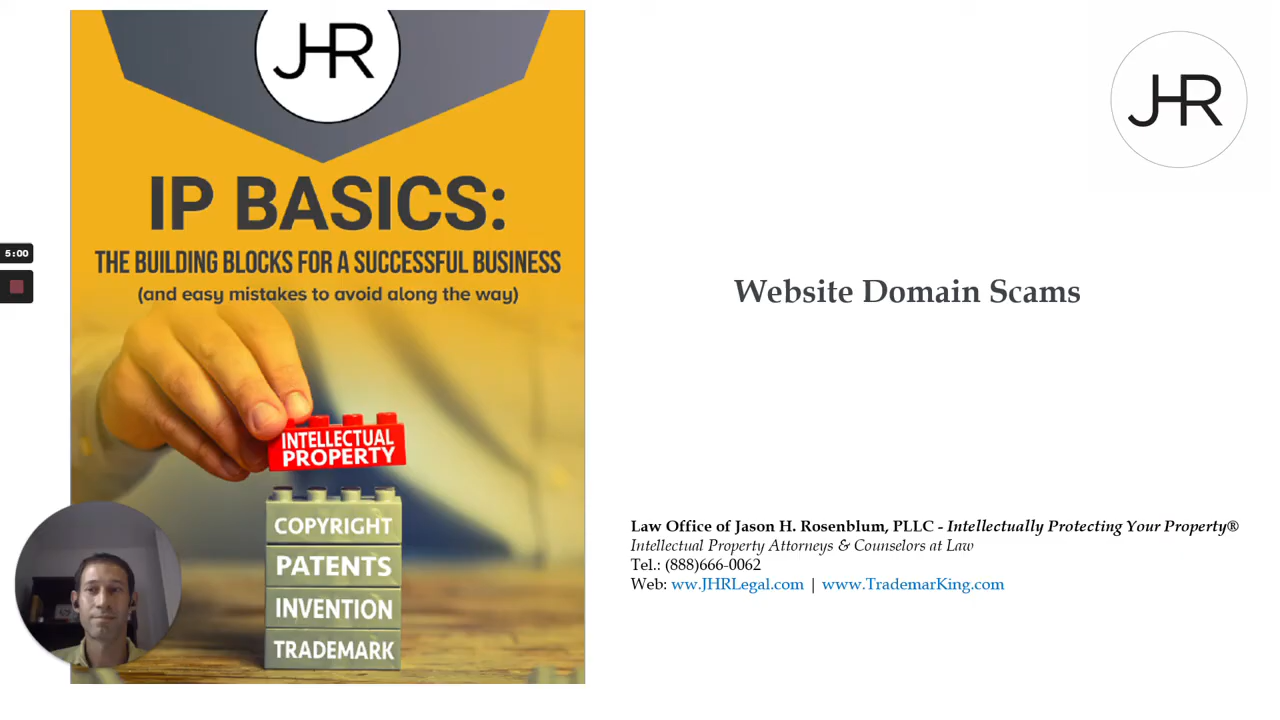 JHR
IP BASICS:
THE BUILDING BLOCKS FOR A SUCCESSFUL BUSINESS
(and easy mistakes to avoid along the way)
INTELLECTUAL
PROPERTY
COPYRIGHT
PATENTS
INVENTION
TRADEMARK
5:00
JHR
Website Domain Scams
Law Office of Jason H. Rosenblum, PLLC - Intellectually Protecting Your Property®
Intellectual Property Attorneys & Counselors at Law
Tel.: (888)666-0062
Web: ww.JHRLegal.com | www.TrademarKing.com